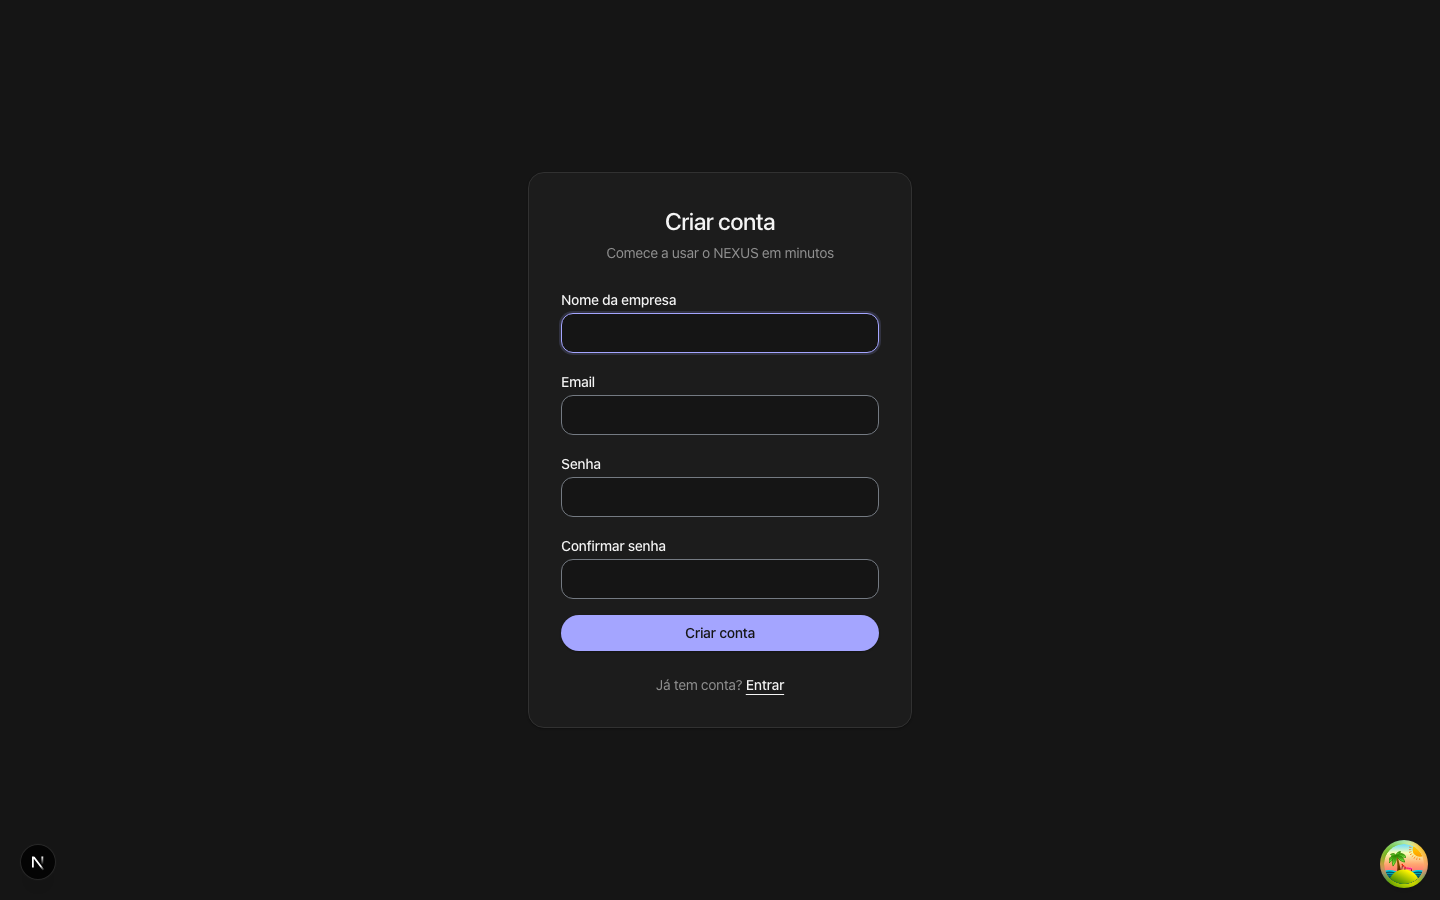 Criar conta
Comece a usar o NEXUS em minutos
Nome da empresa
Email
Senha
Confirmar senha
Criar conta
Já tem conta? Entrar
N